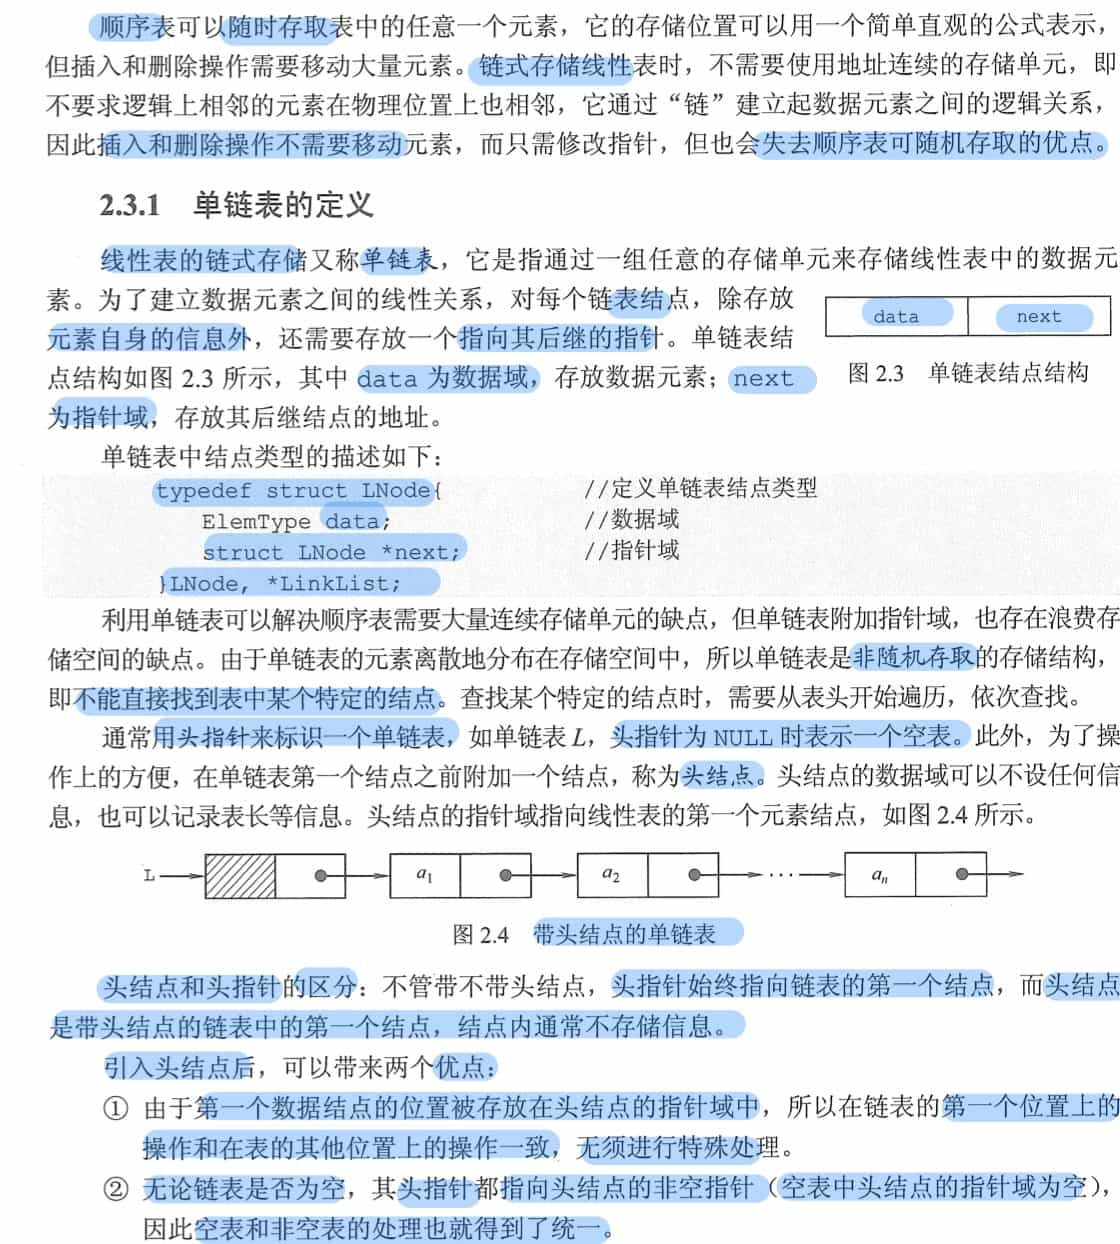 顺序表可以随时存取表中的任意一个元素，它的存储位置可以用一个简单直观的公式表示，
但插入和删除操作需要移动大量元素。链式存储线性表时，不需要使用地址连续的存储单元，即
不要求逻辑上相邻的元素在物理位置上也相邻，它通过“链”建立起数据元素之间的逻辑关系，
因此插入和删除操作不需要移动元素，而只需修改指针，但也会失去顺序表可随机存取的优点。
2.3.1 单链表的定义
线性表的链式存储又称单链表，它是指通过一组任意的存储单元来存储线性表中的数据元
素。为了建立数据元素之间的线性关系，对每个链表结点，除存放
元素自身的信息外，还需要存放一个指向其后继的指针。单链表结
点结构如图 2.3 所示，其中 data 为数据域，存放数据元素；next
为指针域，存放其后继结点的地址。
data next
图 2.3 单链表结点结构
单链表中结点类型的描述如下：
typedef struct LNode{ //定义单链表结点类型
ElemType data; //数据域
struct LNode *next; //指针域
}LNode, *LinkList;
利用单链表可以解决顺序表需要大量连续存储单元的缺点，但单链表附加指针域，也存在浪费存
储空间的缺点。由于单链表的元素离散地分布在存储空间中，所以单链表是非随机存取的存储结构，
即不能直接找到表中某个特定的结点。查找某个特定的结点时，需要从表头开始遍历，依次查找。
通常用头指针来标识一个单链表，如单链表 L，头指针为 NULL 时表示一个空表。此外，为了操
作上的方便，在单链表第一个结点之前附加一个结点，称为头结点。头结点的数据域可以不设任何信
息，也可以记录表长等信息。头结点的指针域指向线性表的第一个元素结点，如图 2.4 所示。
L a1 a2 … an
图 2.4 带头结点的单链表
头结点和头指针的区分：不管带不带头结点，头指针始终指向链表的第一个结点，而头结点
是带头结点的链表中的第一个结点，结点内通常不存储信息。
引入头结点后，可以带来两个优点：
① 由于第一个数据结点的位置被存放在头结点的指针域中，所以在链表的第一个位置上的
操作和在表的其他位置上的操作一致，无须进行特殊处理。
② 无论链表是否为空，其头指针都指向头结点的非空指针（空表中头结点的指针域为空），
因此空表和非空表的处理也就得到了统一。